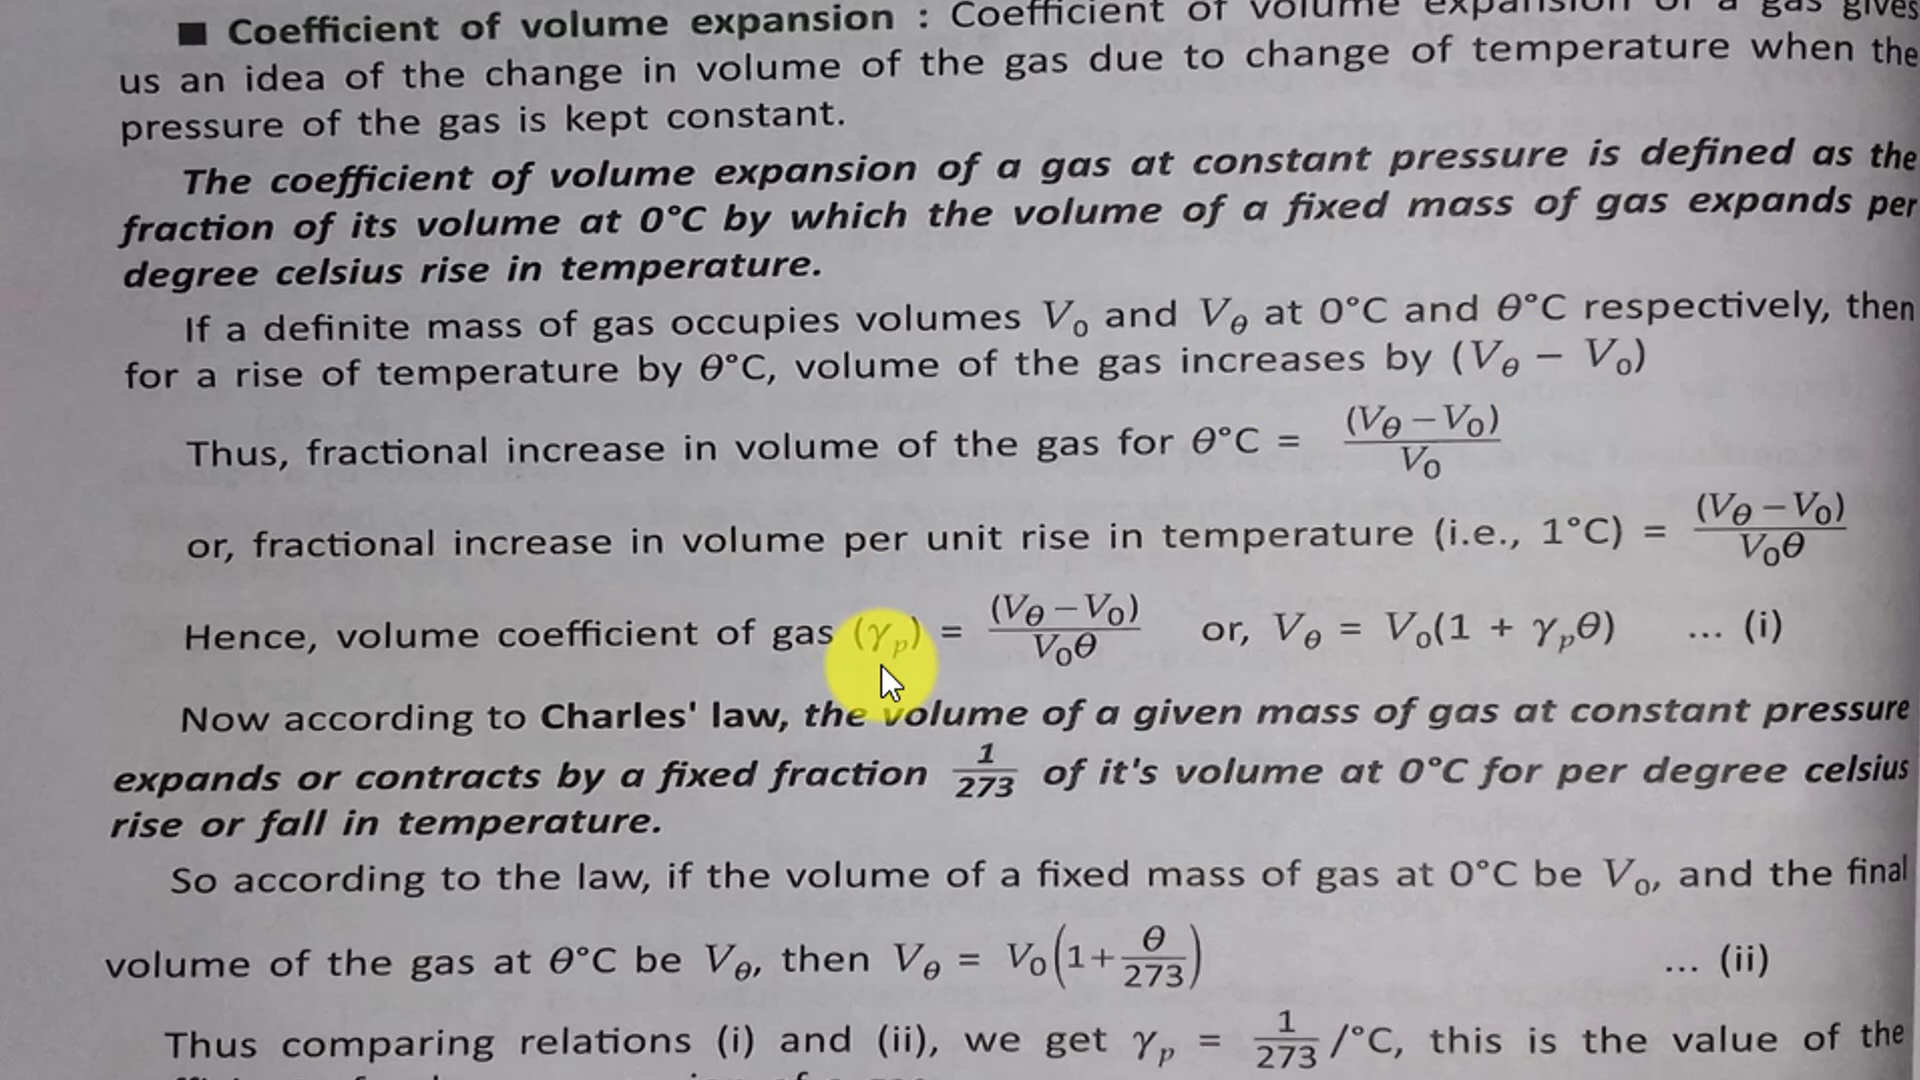 ■ Coefficient of volume expansion : Coefficient of volume expansion of a gas gives
us an idea of the change in volume of the gas due to change of temperature when the
pressure of the gas is kept constant.
The coefficient of volume expansion of a gas at constant pressure is defined as the
fraction of its volume at 0°C by which the volume of a fixed mass of gas expands per
degree celsius rise in temperature.
If a definite mass of gas occupies volumes V₀ and V_θ at 0°C and θ°C respectively, then
for a rise of temperature by θ°C, volume of the gas increases by (V_θ − V₀)
Thus, fractional increase in volume of the gas for θ°C = (V_θ − V₀)/V₀
or, fractional increase in volume per unit rise in temperature (i.e., 1°C) = (V_θ − V₀)/V₀θ
Hence, volume coefficient of gas (γ_p) = (V_θ − V₀)/V₀θ or, V_θ = V₀(1 + γ_pθ) ... (i)
Now according to Charles' law, the volume of a given mass of gas at constant pressure
expands or contracts by a fixed fraction 1/273 of it's volume at 0°C for per degree celsius
rise or fall in temperature.
So according to the law, if the volume of a fixed mass of gas at 0°C be V₀, and the final
volume of the gas at θ°C be V_θ, then V_θ = V₀(1+θ/273) ... (ii)
Thus comparing relations (i) and (ii), we get γ_p = 1/273 /°C, this is the value of the